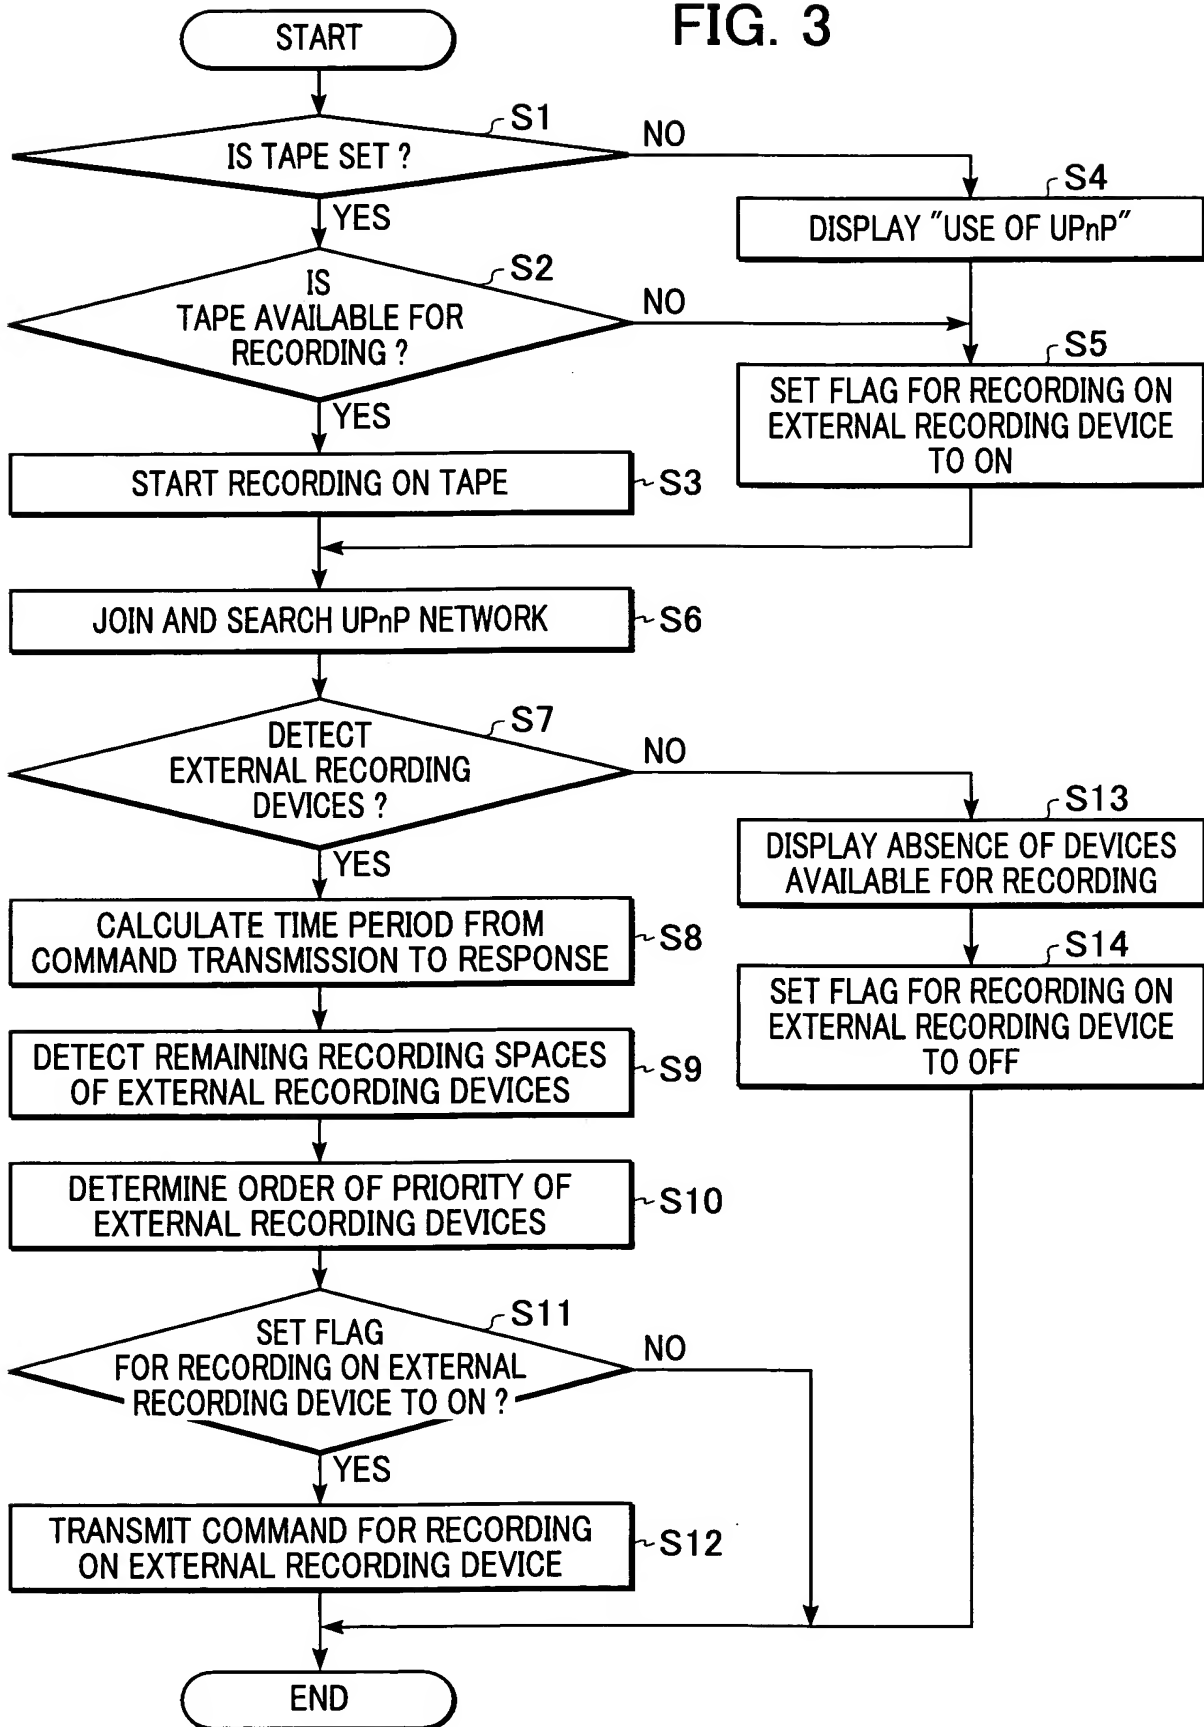 FIG. 3
START
S1
IS TAPE SET ?
NO
YES
S4
DISPLAY "USE OF UPnP"
S2
IS
TAPE AVAILABLE FOR
RECORDING ?
NO
YES
S5
SET FLAG FOR RECORDING ON
EXTERNAL RECORDING DEVICE
TO ON
START RECORDING ON TAPE
S3
JOIN AND SEARCH UPnP NETWORK
S6
S7
DETECT
EXTERNAL RECORDING
DEVICES ?
NO
YES
S13
DISPLAY ABSENCE OF DEVICES
AVAILABLE FOR RECORDING
CALCULATE TIME PERIOD FROM
COMMAND TRANSMISSION TO RESPONSE
S8
S14
SET FLAG FOR RECORDING ON
EXTERNAL RECORDING DEVICE
TO OFF
DETECT REMAINING RECORDING SPACES
OF EXTERNAL RECORDING DEVICES
S9
DETERMINE ORDER OF PRIORITY OF
EXTERNAL RECORDING DEVICES
S10
S11
SET FLAG
FOR RECORDING ON EXTERNAL
RECORDING DEVICE TO ON ?
NO
YES
TRANSMIT COMMAND FOR RECORDING
ON EXTERNAL RECORDING DEVICE
S12
END